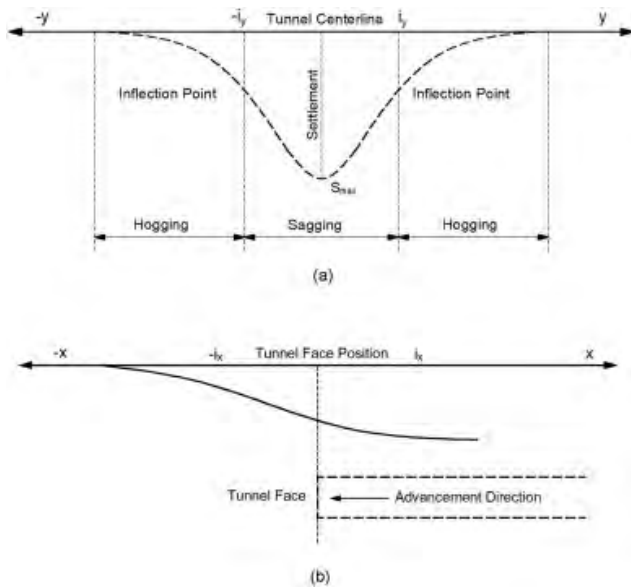 -y -iy Tunnel Centerline iy y
Inflection Point Settlement Inflection Point
Smax
Hogging Sagging Hogging
(a)
-x -ix Tunnel Face Position ix x
Tunnel Face Advancement Direction
(b)